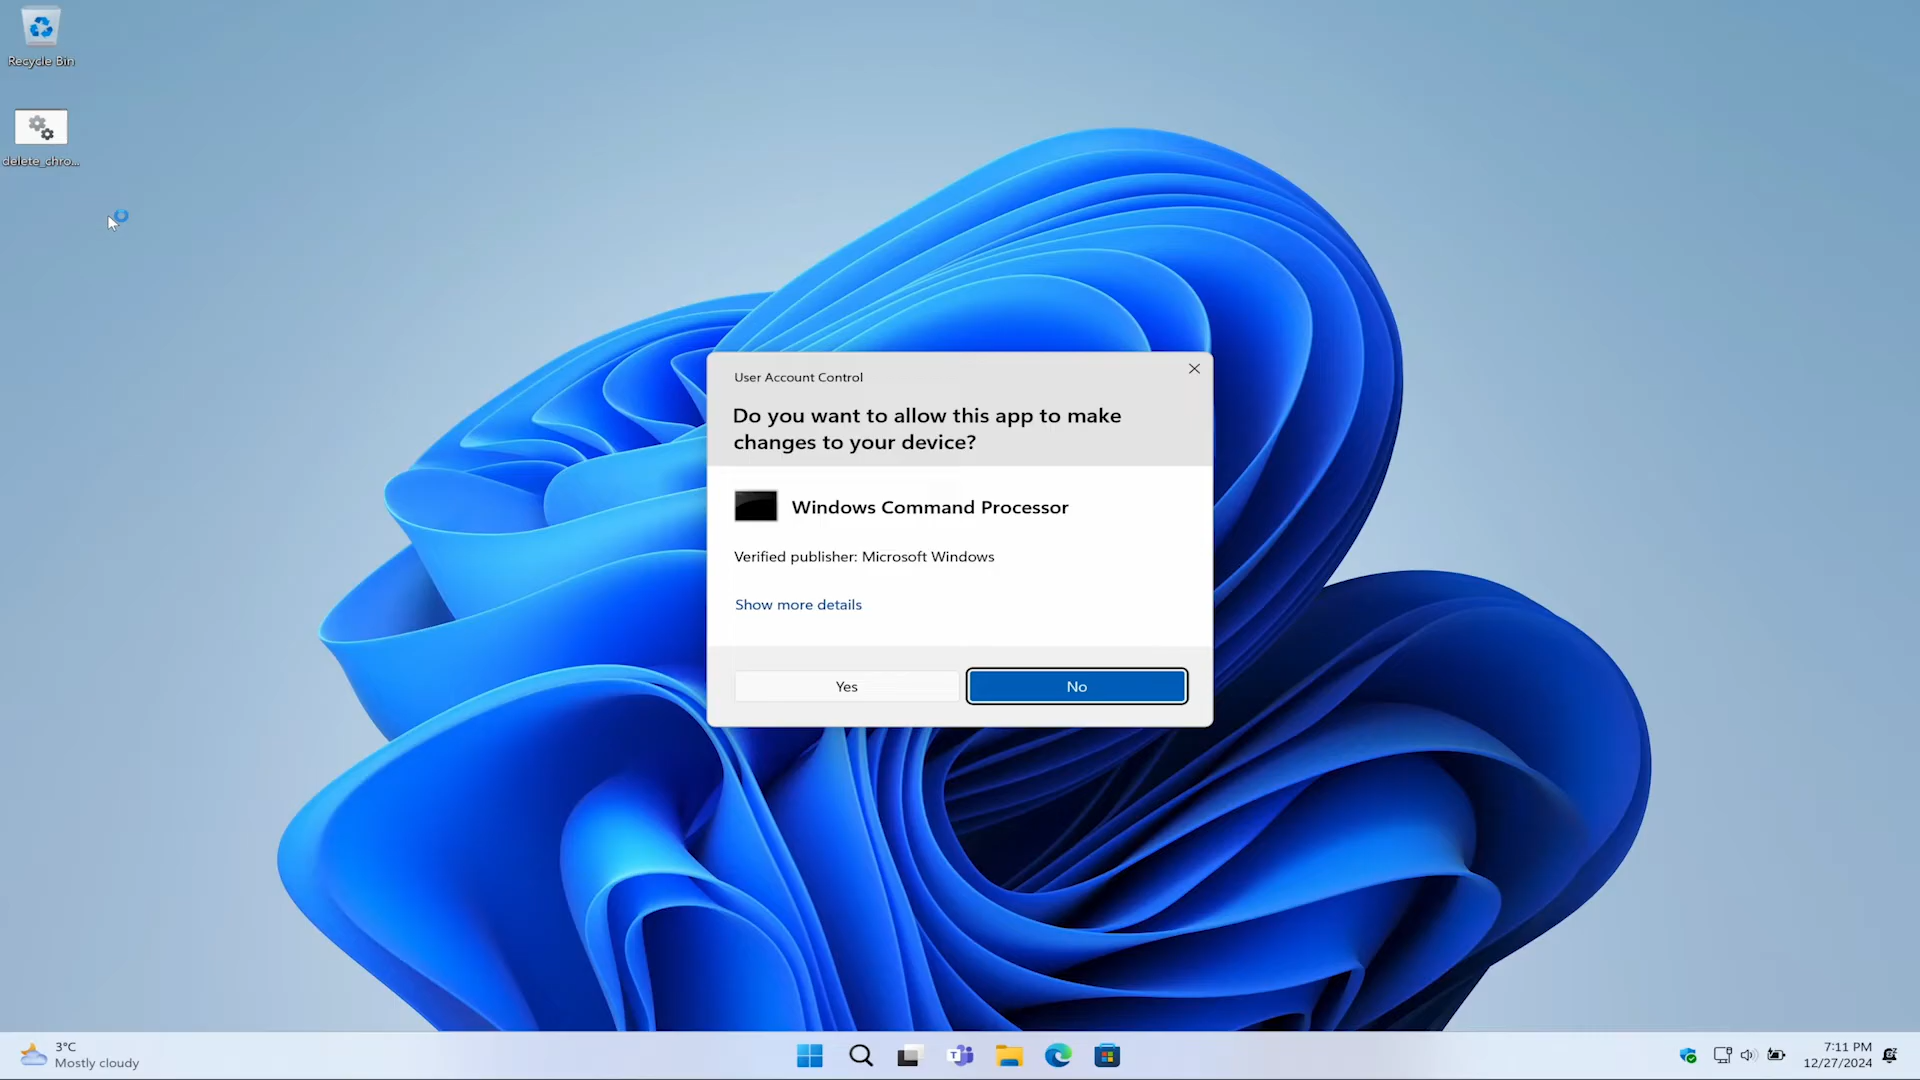 Recycle Bin
delete_chro...
User Account Control
Do you want to allow this app to make
changes to your device?
Windows Command Processor
Verified publisher: Microsoft Windows
Show more details
Yes
No
3°C
Mostly cloudy
7:11 PM
12/27/2024